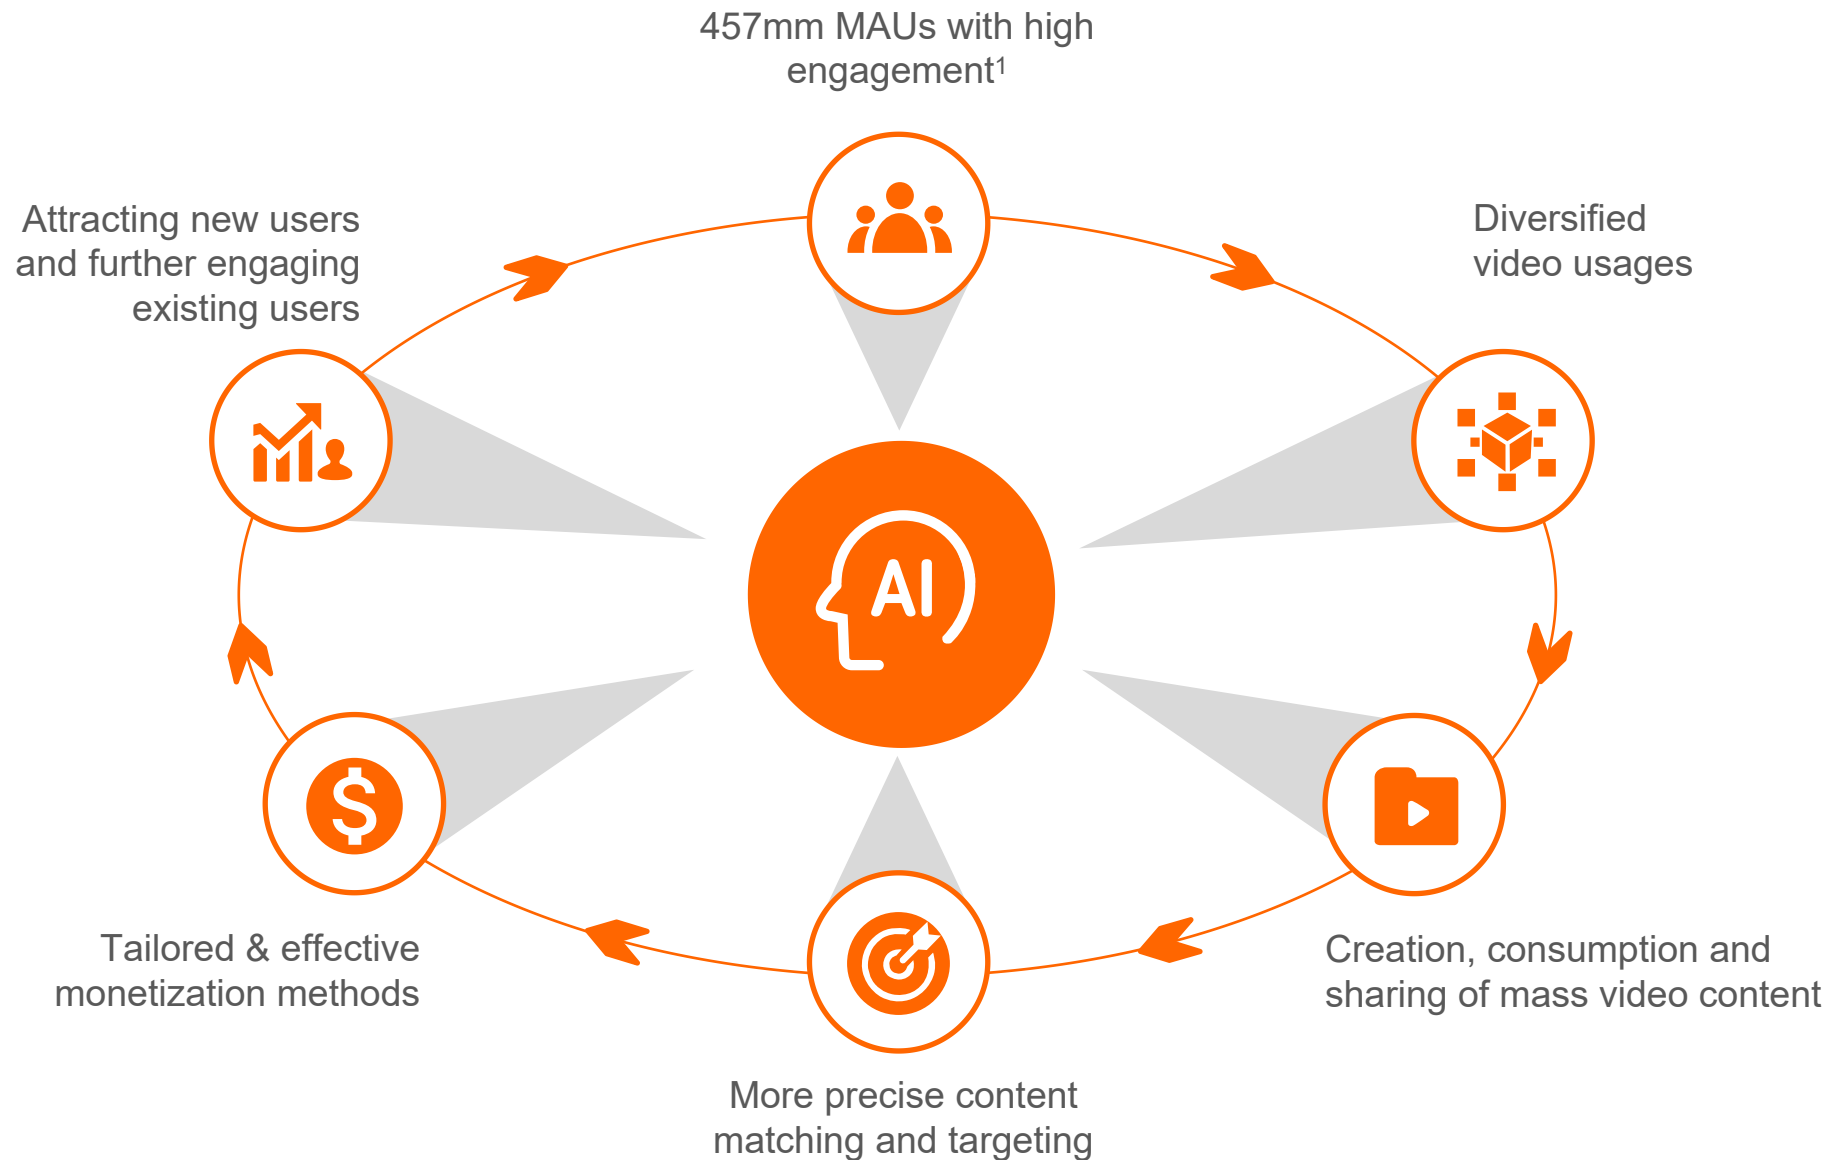 457mm MAUs with high
engagement¹
Attracting new users
and further engaging
existing users
Diversified
video usages
AI
$
Tailored & effective
monetization methods
Creation, consumption and
sharing of mass video content
More precise content
matching and targeting